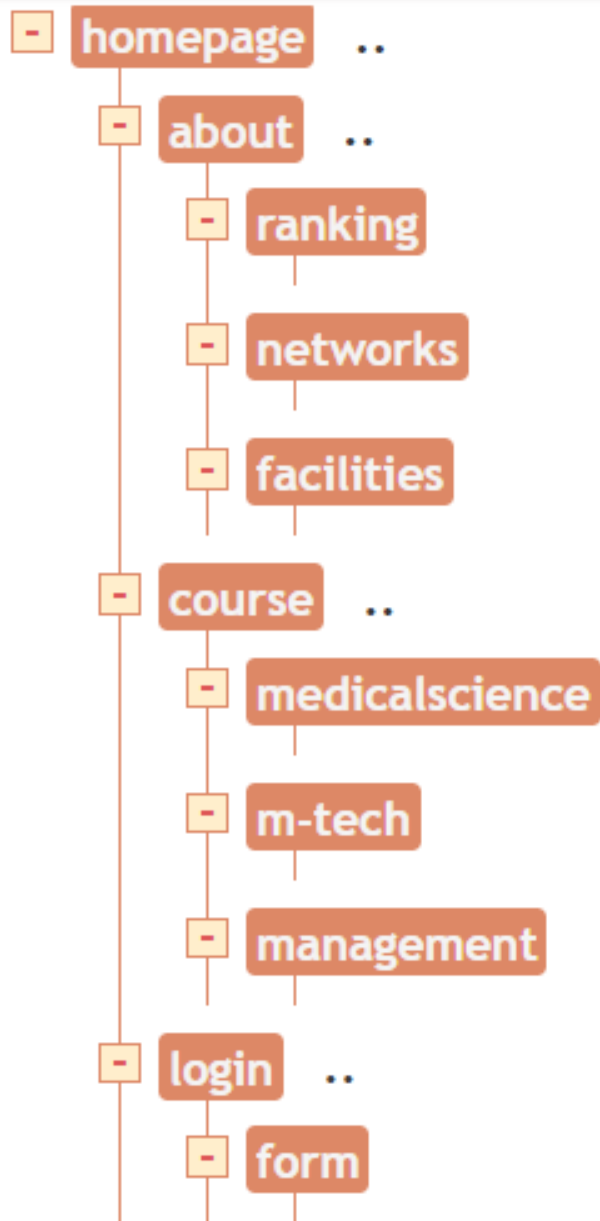 - homepage ..
- about ..
- ranking
- networks
- facilities
- course ..
- medicalscience
- m-tech
- management
- login ..
- form